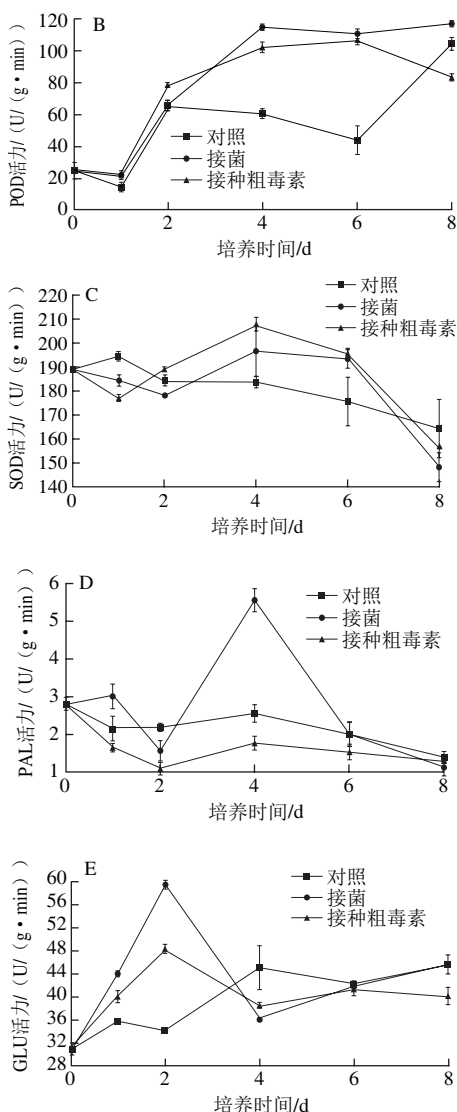 B
POD活力/（U/（g·min））
120
100
80
60
40
20
0
对照
接菌
接种粗毒素
0 2 4 6 8
培养时间/d
C
SOD活力/（U/（g·min））
220
210
200
190
180
170
160
150
140
对照
接菌
接种粗毒素
0 2 4 6 8
培养时间/d
D
PAL活力/（U/（g·min））
6
5
4
3
2
1
对照
接菌
接种粗毒素
0 2 4 6 8
培养时间/d
E
GLU活力/（U/（g·min））
60
56
52
48
44
40
36
32
28
对照
接菌
接种粗毒素
0 2 4 6 8
培养时间/d